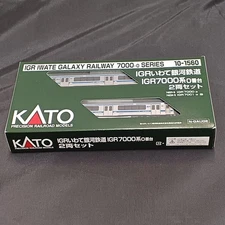 IGR IWATE GALAXY RAILWAY 7000-0 SERIES 10-1560
IGRいわて銀河鉄道
IGR7000系0番台
2両セット
KATO
PRECISION RAILROAD MODELS
KATO
IGRいわて銀河鉄道 IGR7000系0番台
2両セット